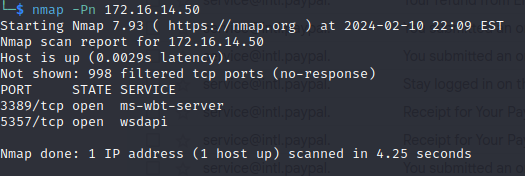 └─$ nmap -Pn 172.16.14.50
Starting Nmap 7.93 ( https://nmap.org ) at 2024-02-10 22:09 EST
Nmap scan report for 172.16.14.50
Host is up (0.0029s latency).
Not shown: 998 filtered tcp ports (no-response)
PORT     STATE SERVICE
3389/tcp open  ms-wbt-server
5357/tcp open  wsdapi
Nmap done: 1 IP address (1 host up) scanned in 4.25 seconds